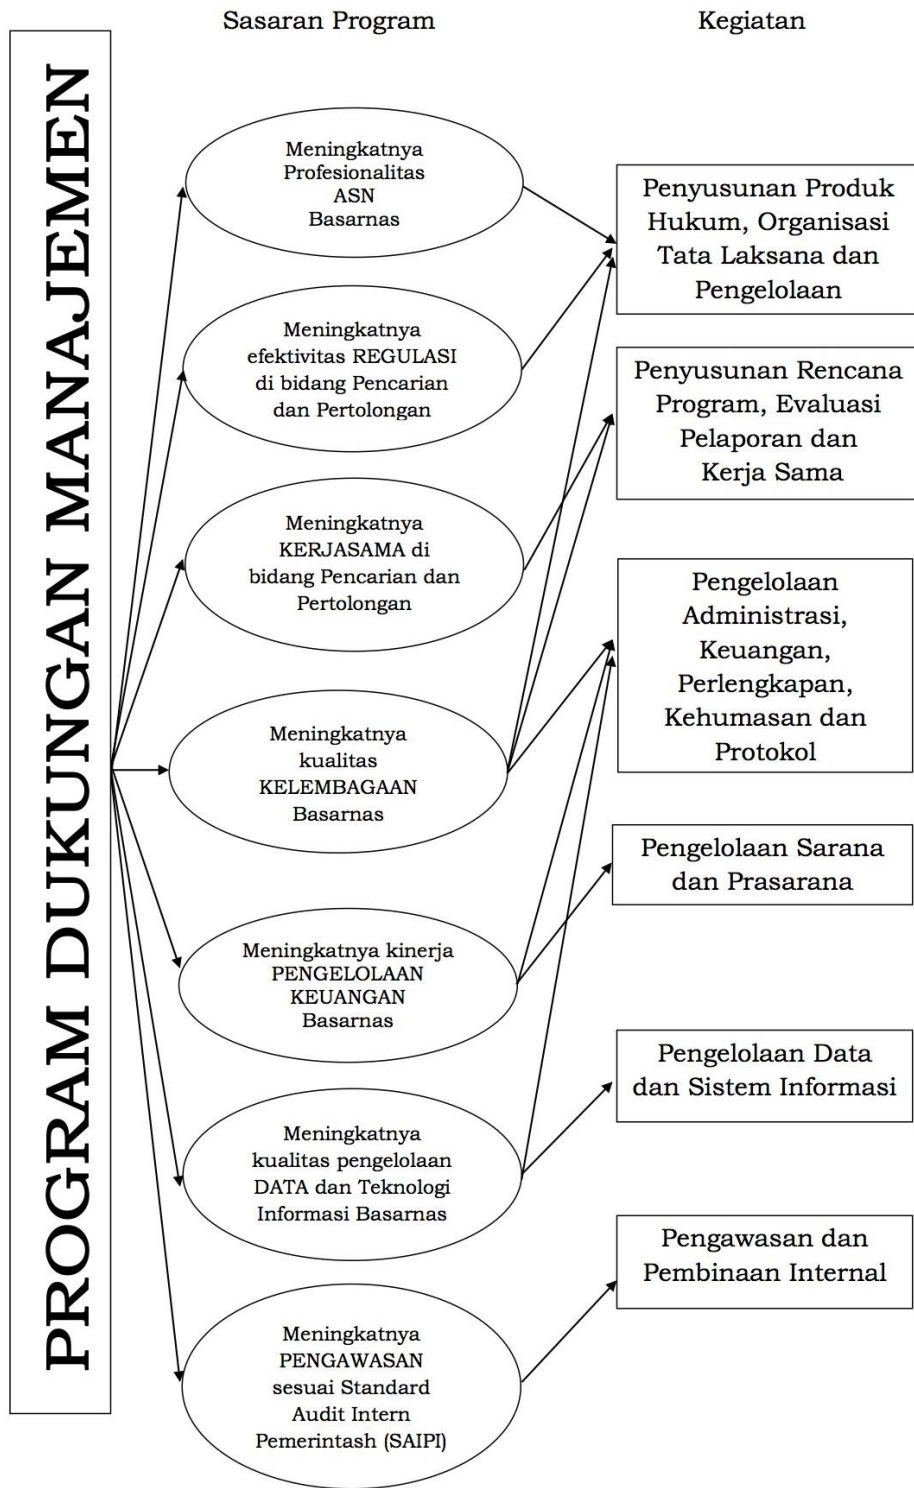 Sasaran Program
Kegiatan
PROGRAM DUKUNGAN MANAJEMEN
Meningkatnya
Profesionalitas
ASN
Basarnas
Meningkatnya
efektivitas REGULASI
di bidang Pencarian
dan Pertolongan
Meningkatnya
KERJASAMA di
bidang Pencarian dan
Pertolongan
Meningkatnya
kualitas
KELEMBAGAAN
Basarnas
Meningkatnya kinerja
PENGELOLAAN
KEUANGAN
Basarnas
Meningkatnya
kualitas pengelolaan
DATA dan Teknologi
Informasi Basarnas
Meningkatnya
PENGAWASAN
sesuai Standard
Audit Intern
Pemerintash (SAIPI)
Penyusunan Produk
Hukum, Organisasi
Tata Laksana dan
Pengelolaan
Penyusunan Rencana
Program, Evaluasi
Pelaporan dan
Kerja Sama
Pengelolaan
Administrasi,
Keuangan,
Perlengkapan,
Kehumasan dan
Protokol
Pengelolaan Sarana
dan Prasarana
Pengelolaan Data
dan Sistem Informasi
Pengawasan dan
Pembinaan Internal